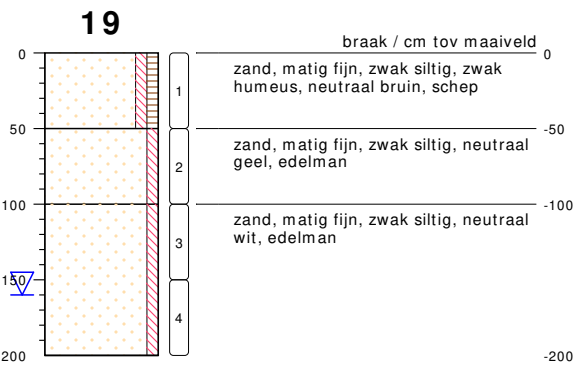 19
braak / cm tov maaiveld
0
0
zand, matig fijn, zwak siltig, zwak
humeus, neutraal bruin, schep
1
50
-50
zand, matig fijn, zwak siltig, neutraal
geel, edelman
2
100
-100
zand, matig fijn, zwak siltig, neutraal
wit, edelman
3
150
4
200
-200